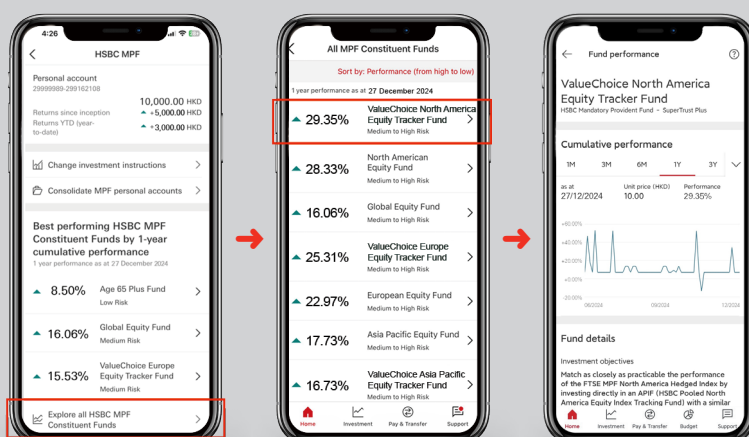 4:26
HSBC MPF
Personal account
29999989-299162108
10,000.00 HKD
Returns since inception
+5,000.00 HKD
Returns YTD (year-
to-date)
+3,000.00 HKD
Change investment instructions
Consolidate MPF personal accounts
Best performing HSBC MPF
Constituent Funds by 1-year
cumulative performance
1 year performance as at 27 December 2024
8.50%
Age 65 Plus Fund
Low Risk
16.06%
Global Equity Fund
Medium Risk
15.53%
ValueChoice Europe
Equity Tracker Fund
Medium Risk
Explore all HSBC MPF
Constituent Funds
All MPF Constituent Funds
Sort by: Performance (from high to low)
1 year performance as at 27 December 2024
29.35%
ValueChoice North America
Equity Tracker Fund
Medium to High Risk
28.33%
North American
Equity Fund
Medium to High Risk
16.06%
Global Equity Fund
Medium to High Risk
25.31%
ValueChoice Europe
Equity Tracker Fund
Medium to High Risk
22.97%
European Equity Fund
Medium to High Risk
17.73%
Asia Pacific Equity Fund
Medium to High Risk
16.73%
ValueChoice Asia Pacific
Equity Tracker Fund
Medium to High Risk
Home
Investment
Pay & Transfer
Support
Fund performance
ValueChoice North America
Equity Tracker Fund
HSBC Mandatory Provident Fund - SuperTrust Plus
Cumulative performance
1M 3M 6M 1Y 3Y
as at
27/12/2024
Unit price (HKD)
10.00
Performance
29.35%
+60.00%
+40.00%
+20.00%
+0.00%
-20.00%
06/2024 09/2024 12/2024
Fund details
Investment objectives
Match as closely as practicable the performance
of the FTSE MPF North America Hedged Index by
investing directly in an APIF (HSBC Pooled North
America Equity Index Tracking Fund) with a similar
Home
Investment
Pay & Transfer
Budget
Support